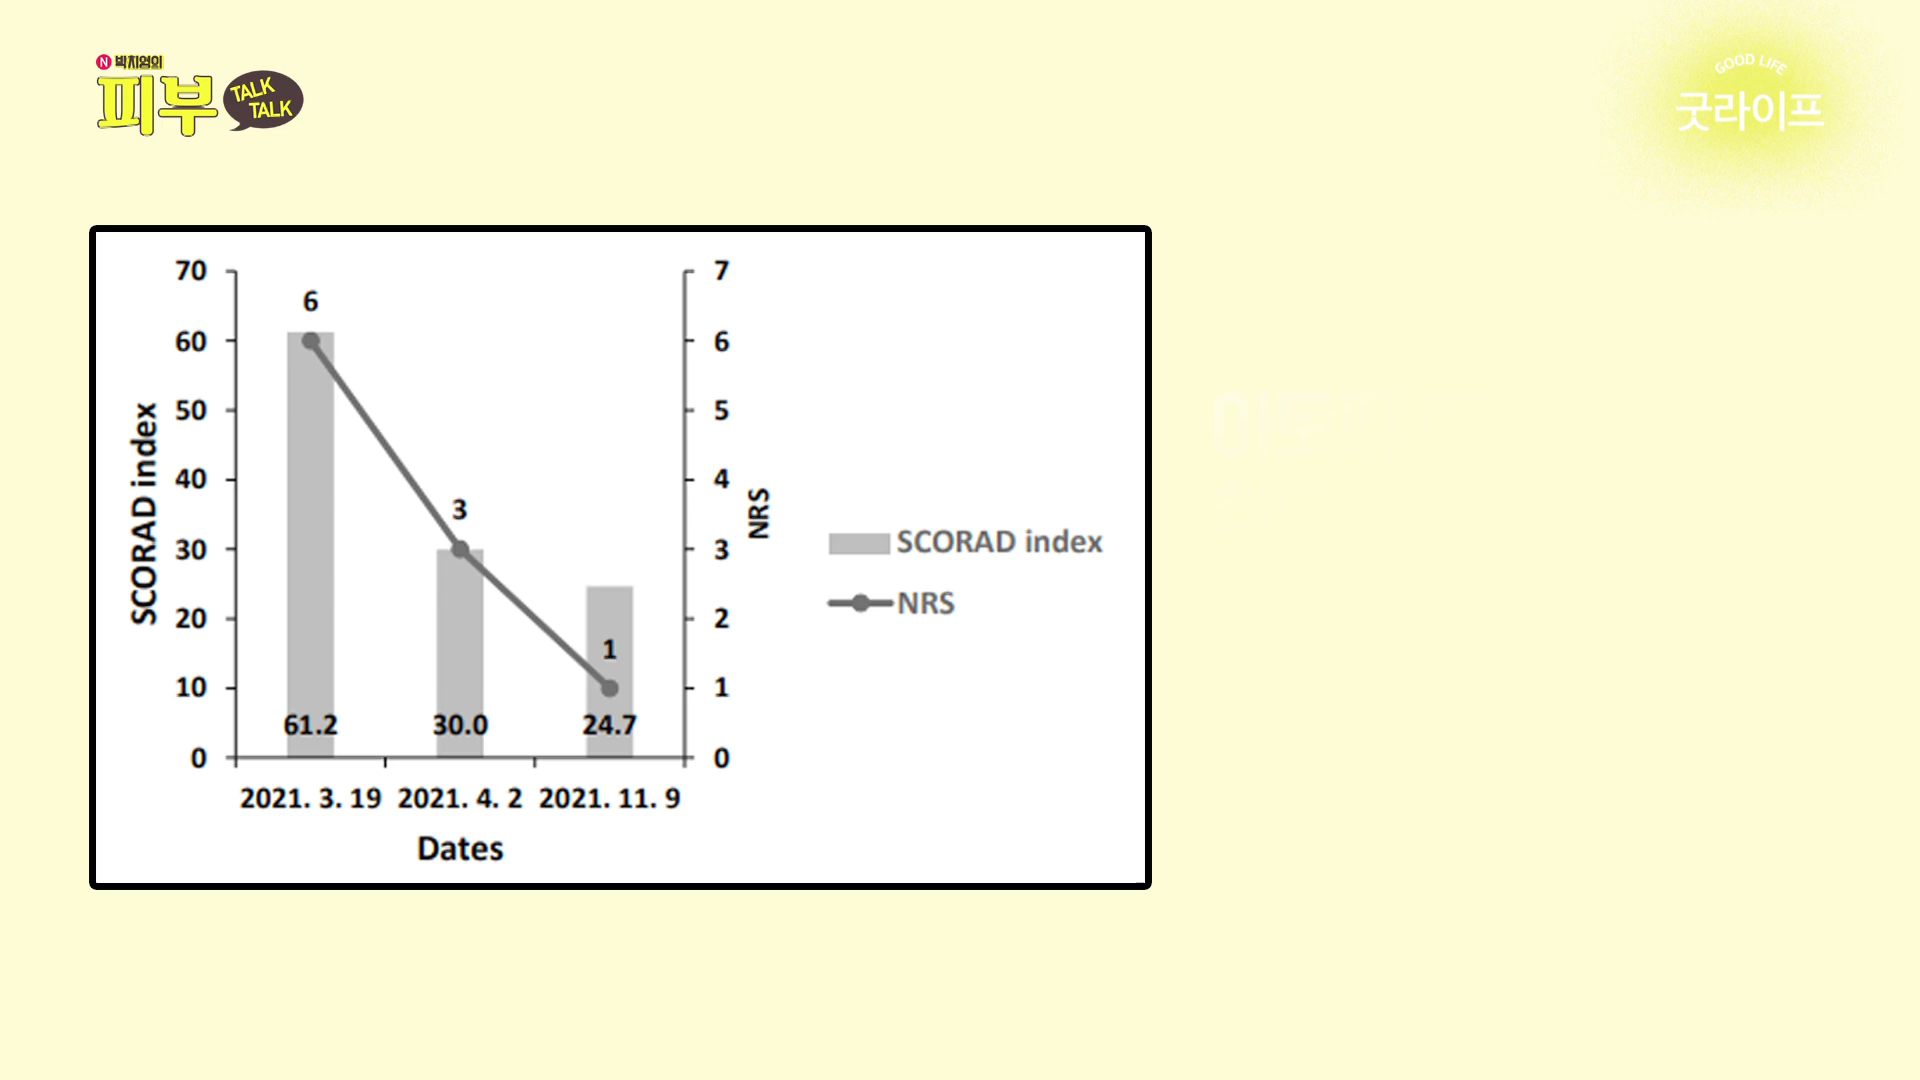 N 박치영의
피부
TALK
TALK
GOOD LIFE
굿라이프
70
60
50
40
30
20
10
0
SCORAD index
6
3
1
61.2
30.0
24.7
7
6
5
4
3
2
1
0
NRS
2021. 3. 19
2021. 4. 2
2021. 11. 9
Dates
SCORAD index
NRS